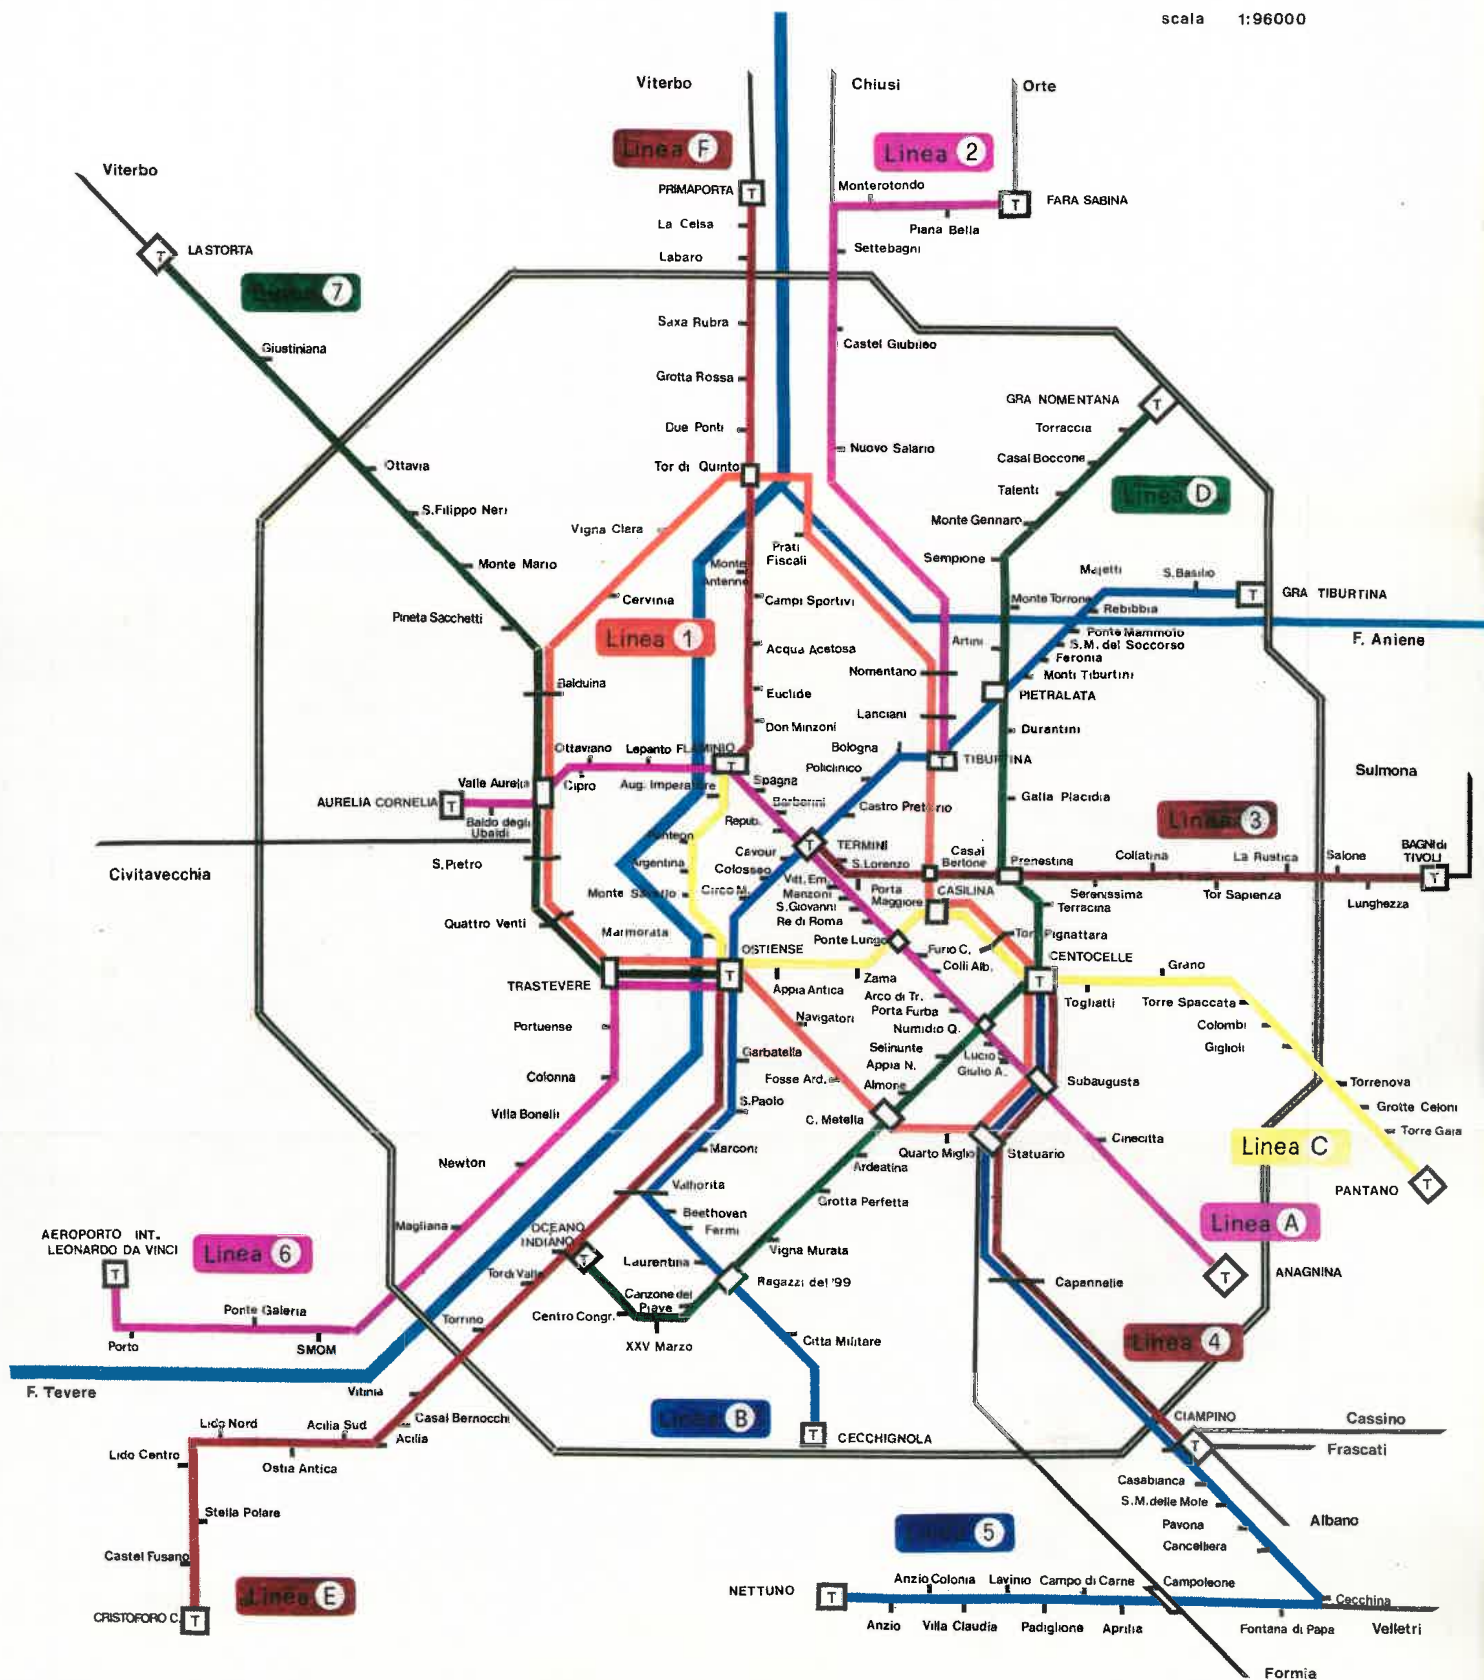 scala 1:96000
Viterbo
Chiusi
Orte
Linea F
Linea 2
Viterbo
PRIMAPORTA
T
Monterotondo
T
FARA SABINA
La Celsa
Piana Bella
T
LA STORTA
Settebagni
Labaro
7
Saxa Rubra
Giustiniana
Castel Giubileo
Grotta Rossa
GRA NOMENTANA
T
Due Ponti
Torraccia
Nuovo Salario
Casal Boccone
Ottavia
Tor di Quinto
Talenti
Linea D
S.Filippo Neri
Vigna Clera
Monte Gennaro
Prati
Fiscali
Sempione
Monte Mario
Monte
Antenne
Majetti
S.Basilio
Cervinia
Campi Sportivi
Monte Torrone
Rebibbia
T
GRA TIBURTINA
Pineta Sacchetti
Linea 1
Ponte Mammolo
F. Aniene
Acqua Acetosa
Artini
S.M. del Soccorso
Feronia
Nomentano
Monti Tiburtini
Balduina
Euclide
PIETRALATA
Lanciani
Don Minzoni
Durantini
Ottaviano
Lepanto
FLAMINIO
T
Bologna
T
TIBURTINA
Policlinico
Sulmona
Valle Aurelia
Cipro
Aug. Imperatore
Spagna
AURELIA CORNELIA
T
Barberini
Castro Pretorio
Galla Placidia
Baldo degli
Ubaldi
Repub.
Linea 3
Panteon
T
TERMINI
Casal
Bertone
Cavour
S.Lorenzo
Prenestina
Collatina
La Rustica
Salone
BAGNI di
TIVOLI
T
S.Pietro
Argentina
Colosseo
Civitavecchia
Vitt. Em.
Manzoni
Porta
Maggiore
CASILINA
Serenissima
Tor Sapienza
Lunghezza
Monte Savello
Circo M.
S.Giovanni
Re di Roma
Terracina
Quattro Venti
Marmorata
Ponte Lungo
Tor Pignattara
OSTIENSE
T
Furio C.
CENTOCELLE
T
Colli Alb.
Grano
TRASTEVERE
Appia Antica
Zama
Arco di Tr.
Togliatti
Torre Spaccata
Porta Furba
Portuense
Navigatori
Numidio Q.
Colombi
Selinunte
Giglioli
Garbatella
Appia N.
Lucio S.
Giulio A.
Colonna
Fosse Ard.
Almone
Subaugusta
Torrenova
S.Paolo
Villa Bonelli
C. Metella
Grotte Celoni
Marconi
Cinecitta
Torre Gaia
Quarto Miglio
Statuario
Linea C
Newton
Ardeatina
Valhorita
Grotta Perfetta
PANTANO
T
Magliana
Beethoven
Fermi
Linea A
AEROPORTO INT.
LEONARDO DA VINCI
T
OCEANO
INDIANO
T
Linea 6
Vigna Murata
Laurentina
Tor di Valle
T
ANAGNINA
Ragazzi del '99
Capannelle
Canzone del
Piave
Ponte Galeria
Centro Congr.
Torrino
Porto
SMOM
XXV Marzo
Citta Militare
Linea 4
F. Tevere
Vitinia
Linea B
Lido Nord
Acilia Sud
Casal Bernocchi
T
CECCHIGNOLA
CIAMPINO
T
Cassino
Acilia
Frascati
Lido Centro
Ostia Antica
Casabianca
S.M.delle Mole
Stella Polare
Pavona
Albano
5
Cancelliera
Castel Fusano
NETTUNO
T
Anzio Colonia
Lavinio
Campo di Carne
Campoleone
Linea E
Cecchina
CRISTOFORO C.
T
Anzio
Villa Claudia
Padiglione
Aprilia
Fontana di Papa
Velletri
Formia